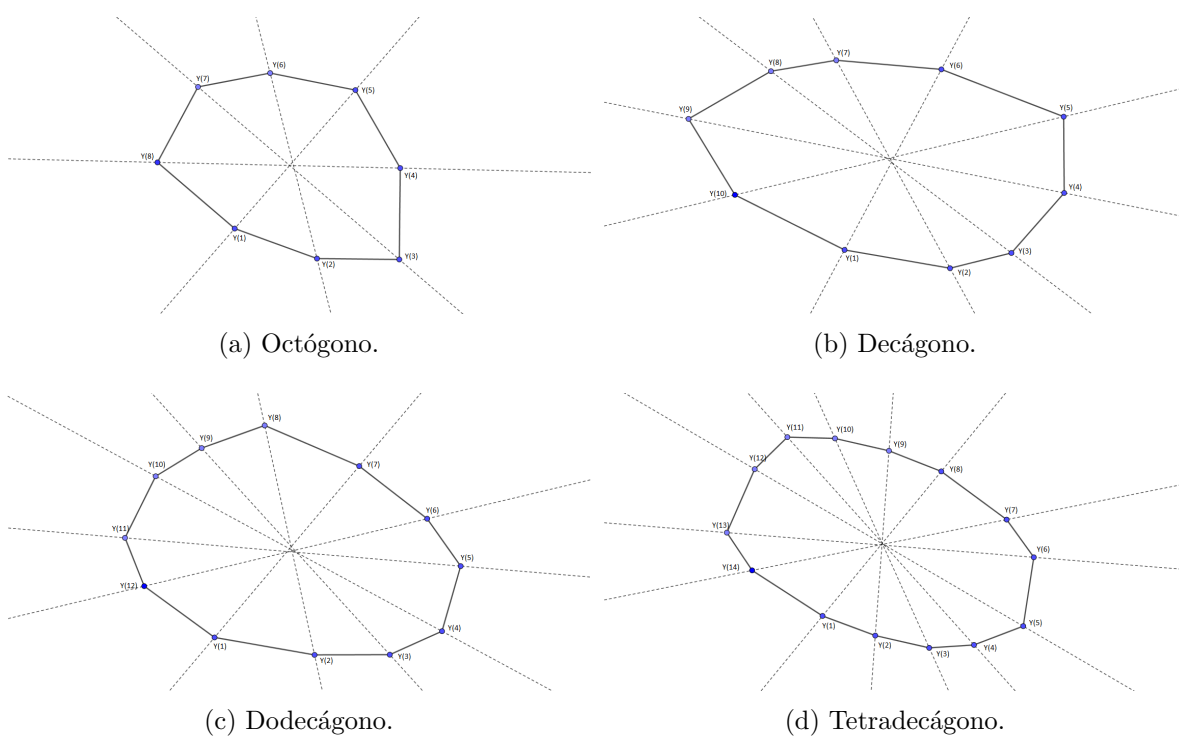 Y(6)
Y(7)
Y(5)
Y(8)
Y(4)
Y(1)
Y(2)
Y(3)
(a) Octógono.
Y(7)
Y(8)
Y(6)
Y(9)
Y(5)
Y(10)
Y(4)
Y(1)
Y(3)
Y(2)
(b) Decágono.
Y(8)
Y(9)
Y(10)
Y(7)
Y(6)
Y(11)
Y(5)
Y(12)
Y(4)
Y(1)
Y(3)
Y(2)
(c) Dodecágono.
Y(11)
Y(10)
Y(9)
Y(12)
Y(8)
Y(7)
Y(13)
Y(6)
Y(14)
Y(5)
Y(1)
Y(2)
Y(4)
Y(3)
(d) Tetradecágono.